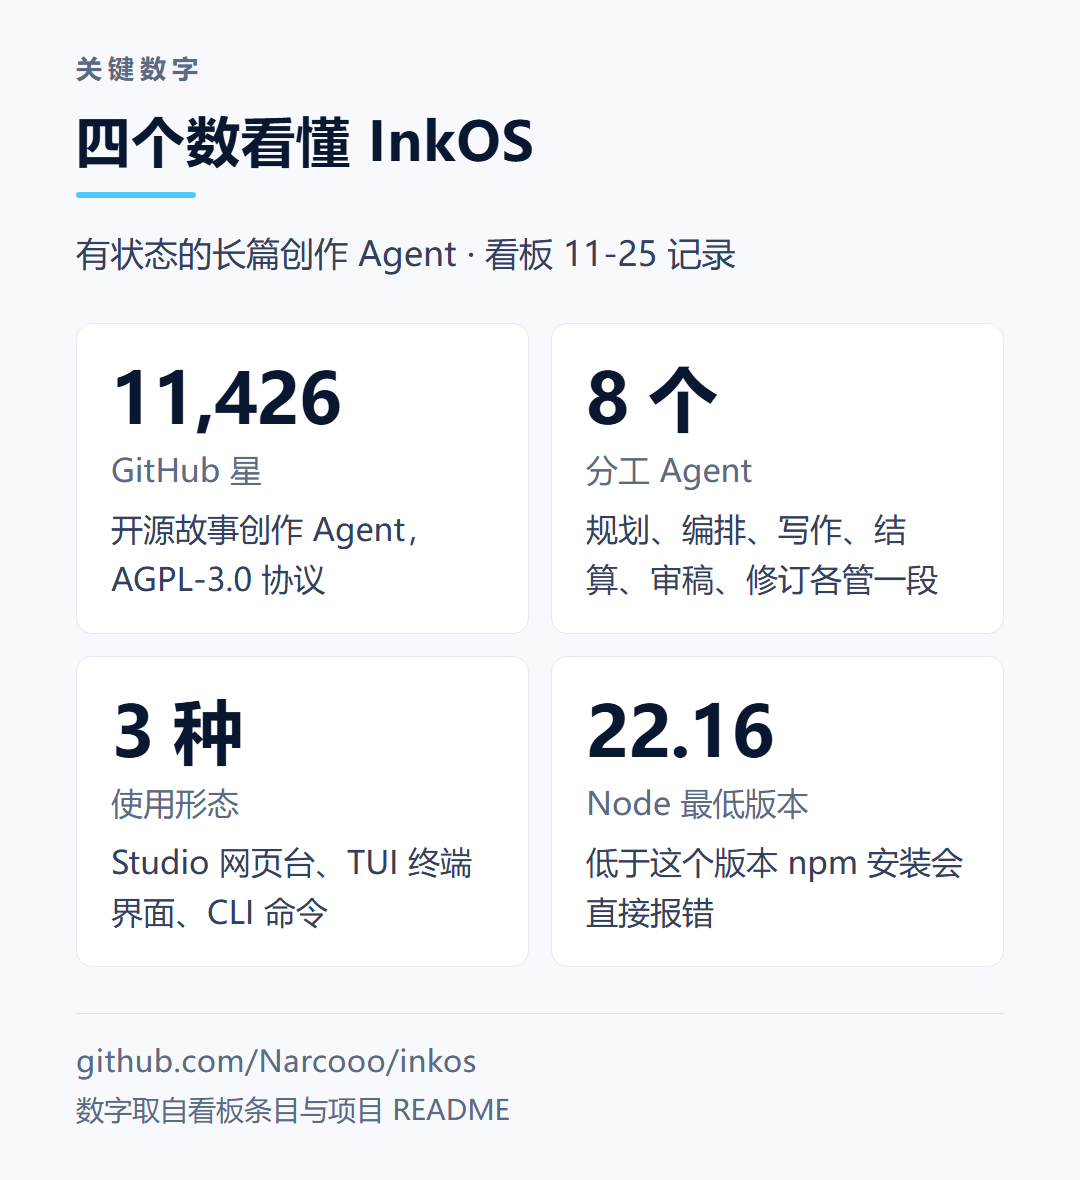 关键数字
四个数看懂 InkOS
有状态的长篇创作 Agent · 看板 11-25 记录
11,426
GitHub 星
开源故事创作 Agent,
AGPL-3.0 协议
8 个
分工 Agent
规划、编排、写作、结
算、审稿、修订各管一段
3 种
使用形态
Studio 网页台、TUI 终端
界面、CLI 命令
22.16
Node 最低版本
低于这个版本 npm 安装会
直接报错
github.com/Narcooo/inkos
数字取自看板条目与项目 README